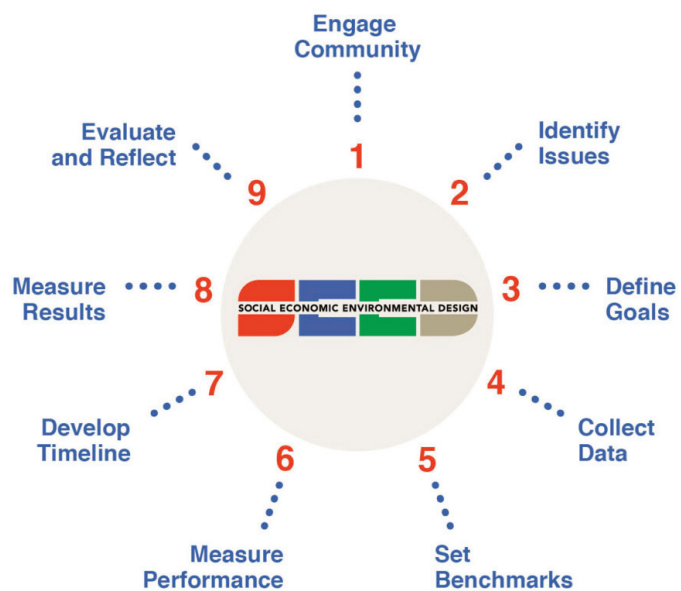 Engage
Community
1
Identify
Issues
2
Define
Goals
3
Collect
Data
4
Set
Benchmarks
5
Measure
Performance
6
Develop
Timeline
7
Measure
Results
8
Evaluate
and Reflect
9
SOCIAL ECONOMIC ENVIRONMENTAL DESIGN